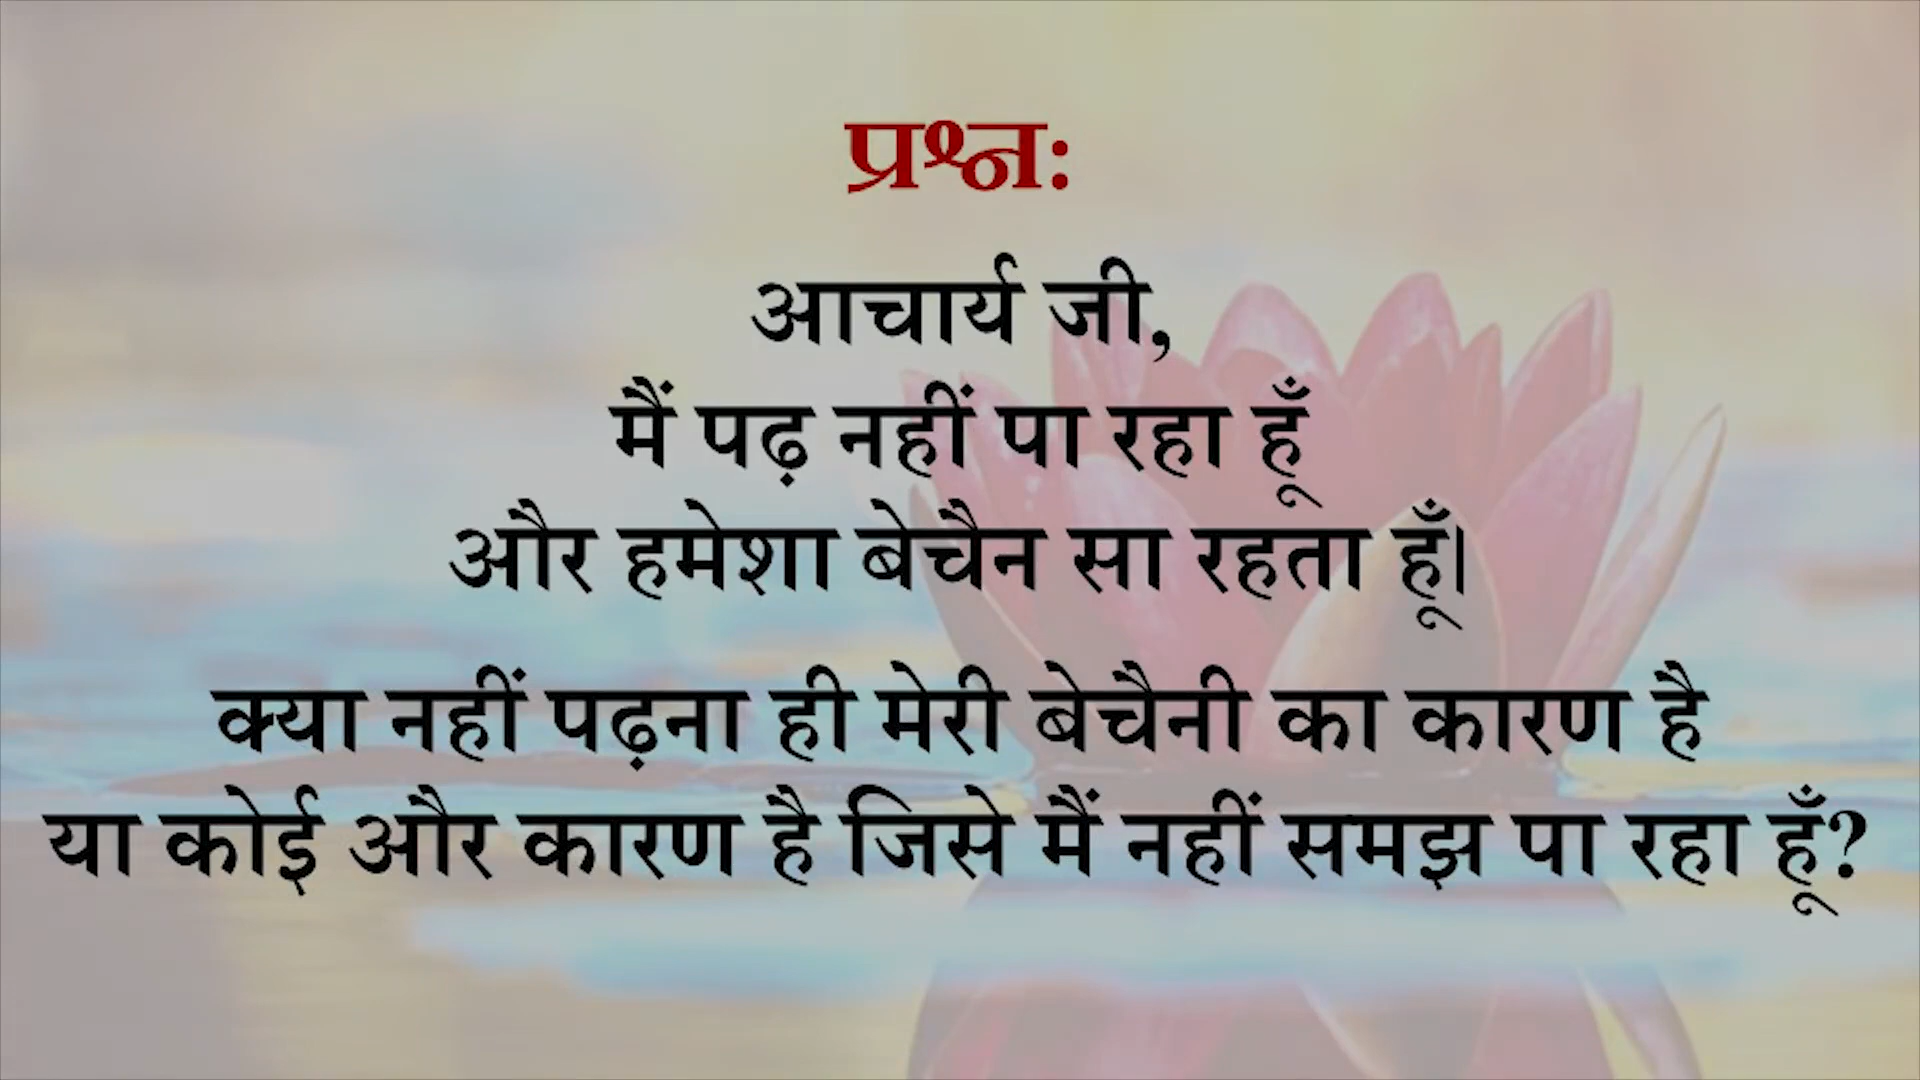 प्रश्न:
आचार्य जी,
मैं पढ़ नहीं पा रहा हूँ
और हमेशा बेचैन सा रहता हूँ।
क्या नहीं पढ़ना ही मेरी बेचैनी का कारण है
या कोई और कारण है जिसे मैं नहीं समझ पा रहा हूँ?